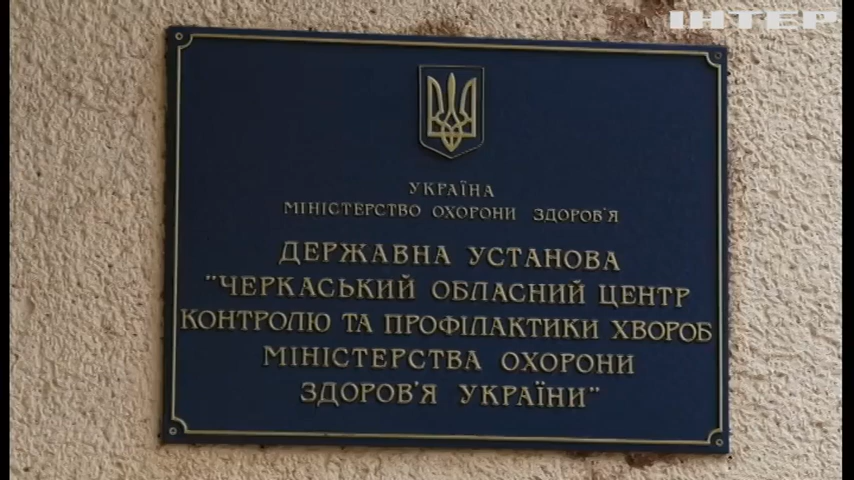 ІНТЕР
УКРАЇНА
МІНІСТЕРСТВО ОХОРОНИ ЗДОРОВ'Я
ДЕРЖАВНА УСТАНОВА
"ЧЕРКАСЬКИЙ ОБЛАСНИЙ ЦЕНТР
КОНТРОЛЮ ТА ПРОФІЛАКТИКИ ХВОРОБ
МІНІСТЕРСТВА ОХОРОНИ
ЗДОРОВ'Я УКРАЇНИ"